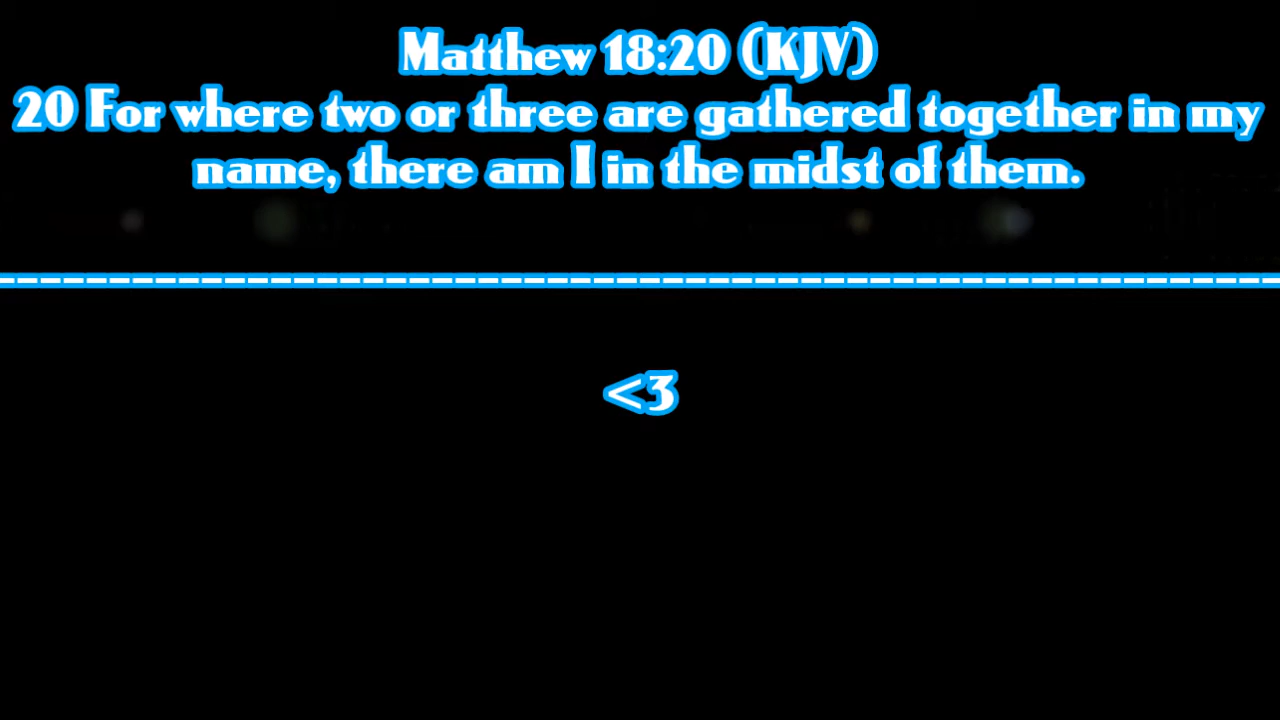 Matthew 18:20 (KJV)
20 For where two or three are gathered together in my
name, there am I in the midst of them.
<3